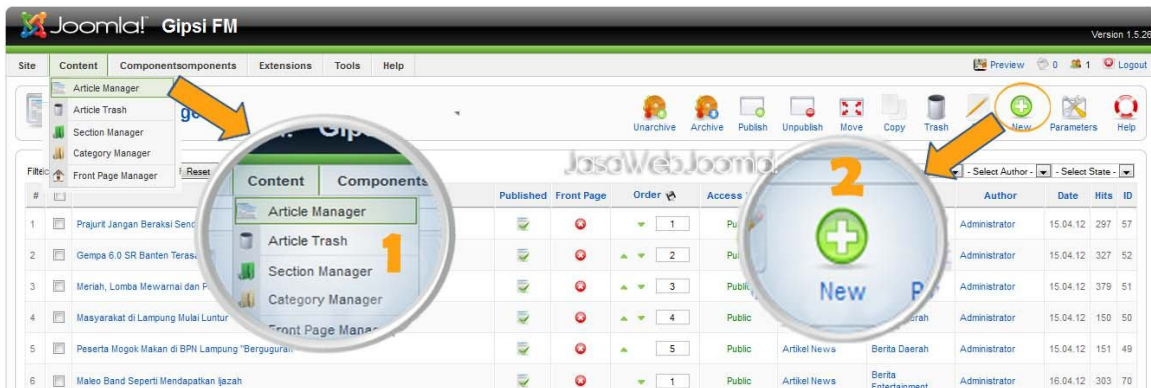 Joomla! Gipsi FM
Version 1.5.26
Site Content Componentsomponents Extensions Tools Help
Preview 0 1 Logout
Article Manager
Article Trash
Section Manager
Category Manager
Front Page Manager
Unarchive Archive Publish Unpublish Move Copy Trash New Parameters Help
JasaWebJoomla
Reset
- Select Author - - Select State -
# Published Front Page Order Access Author Date Hits ID
1 Prajurit Jangan Beraksi 1 Administrator 15.04.12 297 57
2 Gempa 6.0 SR Banten 2 Administrator 15.04.12 327 52
3 Meriah, Lomba Mewarnai dan 3 Administrator 15.04.12 379 51
4 Masyarakat di Lampung Mulai Luntur 4 Public Administrator 15.04.12 150 50
5 Peserta Mogok Makan di BPN Lampung 5 Public Artikel News Berita Daerah Administrator 15.04.12 151 49
6 Maleo Band Seperti Mendapatkan Ijazah 1 Public Artikel News Berita Entertainment Administrator 16.04.12 303 70
Content Components
Article Manager
Article Trash
Section Manager
Category Manager
Front Page
1
2
New